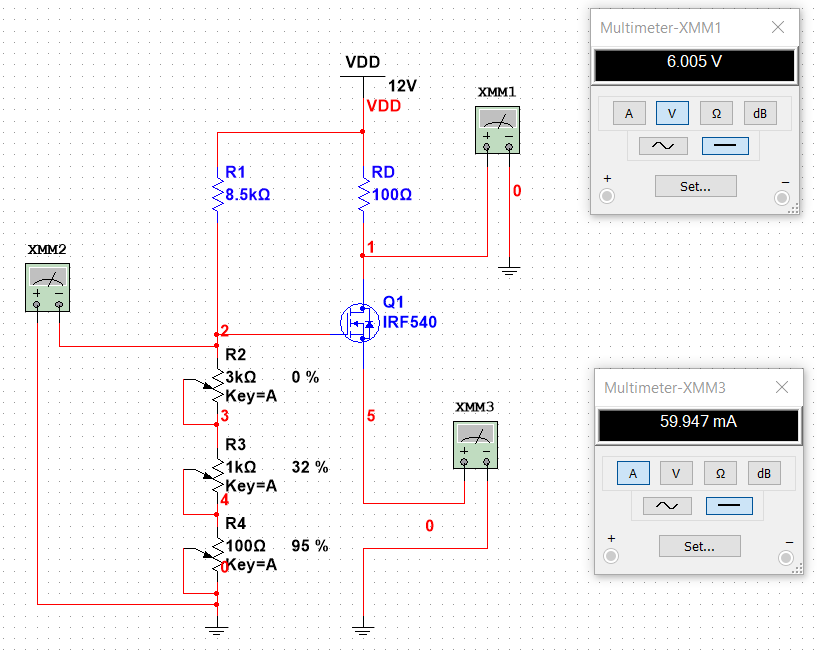 VDD
12V
VDD
XMM1
+ −
0
R1
8.5kΩ
RD
100Ω
1
XMM2
+ −
Q1
IRF540
2
R2
3kΩ 0 %
Key=A
3
R3
1kΩ 32 %
Key=A
4
R4
100Ω 95 %
Key=A
0
5
XMM3
+ −
0
Multimeter-XMM1
6.005 V
A V Ω dB
+ Set... −
Multimeter-XMM3
59.947 mA
A V Ω dB
+ Set... −